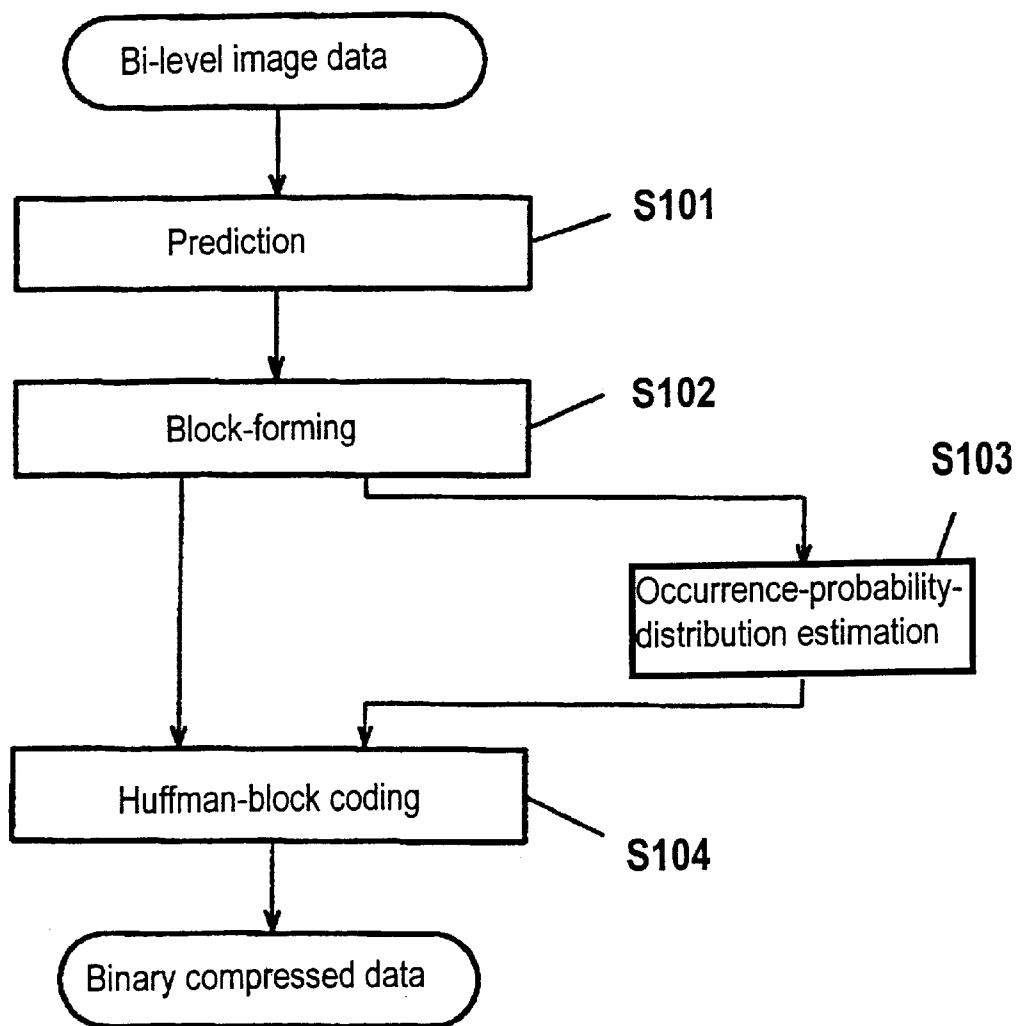 Bi-level image data
Prediction
S101
Block-forming
S102
S103
Occurrence-probability-
distribution estimation
Huffman-block coding
S104
Binary compressed data